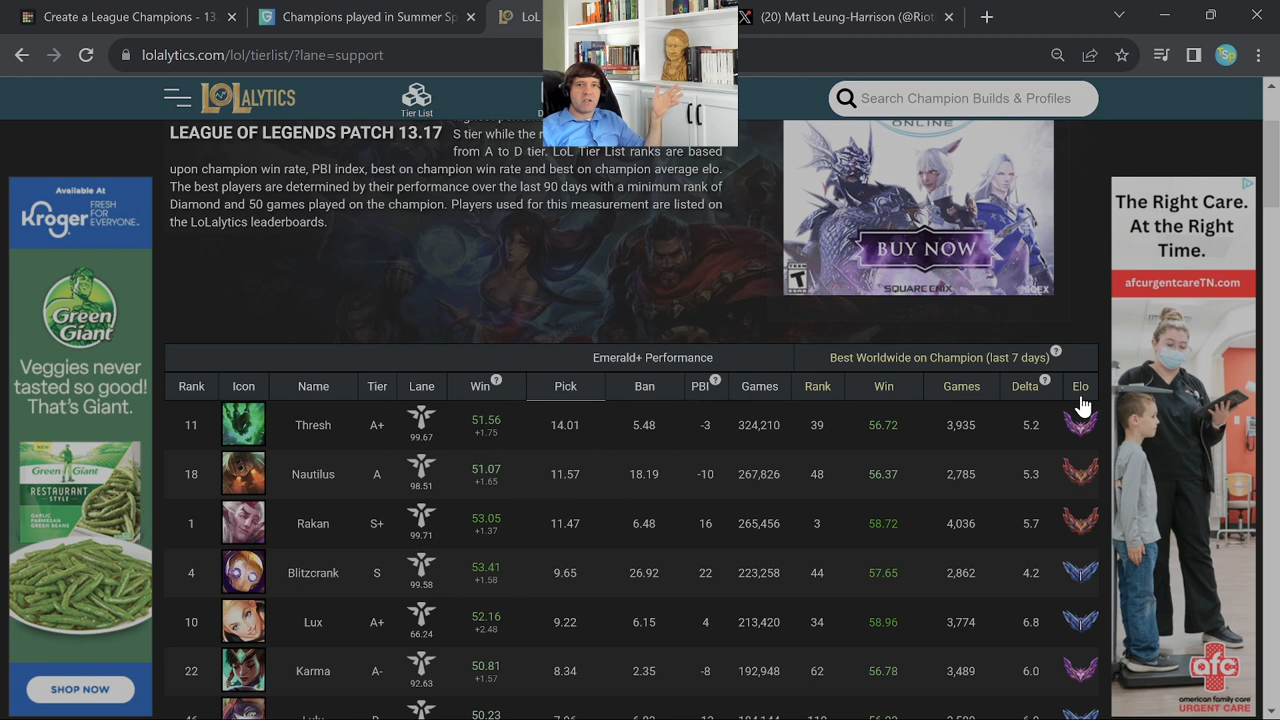 Create a League Champions - 13
Champions played in Summer S
LoL
X
(20) Matt Leung-Harrison (@Riot
lolalytics.com/lol/tierlist/?lane=support
LOLALYTICS
Tier List
Search Champion Builds & Profiles
LEAGUE OF LEGENDS PATCH 13.17
S tier while the r
from A to D tier. LoL Tier List ranks are based
upon champion win rate, PBI index, best on champion win rate and best on champion average elo.
The best players are determined by their performance over the last 90 days with a minimum rank of
Diamond and 50 games played on the champion. Players used for this measurement are listed on
the LoLalytics leaderboards.
ONLINE
BUY NOW
T
SQUARE ENIX
Available At
Kroger
FRESH FOR EVERYONE
Green Giant
Veggies never
tasted so good!
That's Giant.
Green Giant
RESTAURANT
STYLE
GARLIC
PARMESAN
GREEN BEANS
SHOP NOW
The Right Care.
At the Right
Time.
afcurgentcareTN.com
afc
american family care
URGENT CARE
Emerald+ Performance
Best Worldwide on Champion (last 7 days)
Rank Icon Name Tier Lane Win Pick Ban PBI Games Rank Win Games Delta Elo
11 Thresh A+ 99.67 51.56 +1.75 14.01 5.48 -3 324,210 39 56.72 3,935 5.2
18 Nautilus A 98.51 51.07 +1.65 11.57 18.19 -10 267,826 48 56.37 2,785 5.3
1 Rakan S+ 99.71 53.05 +1.37 11.47 6.48 16 265,456 3 58.72 4,036 5.7
4 Blitzcrank S 99.58 53.41 +1.58 9.65 26.92 22 223,258 44 57.65 2,862 4.2
10 Lux A+ 66.24 52.16 +2.48 9.22 6.15 4 213,420 34 58.96 3,774 6.8
22 Karma A- 92.63 50.81 +1.57 8.34 2.35 -8 192,948 62 56.78 3,489 6.0
50.23